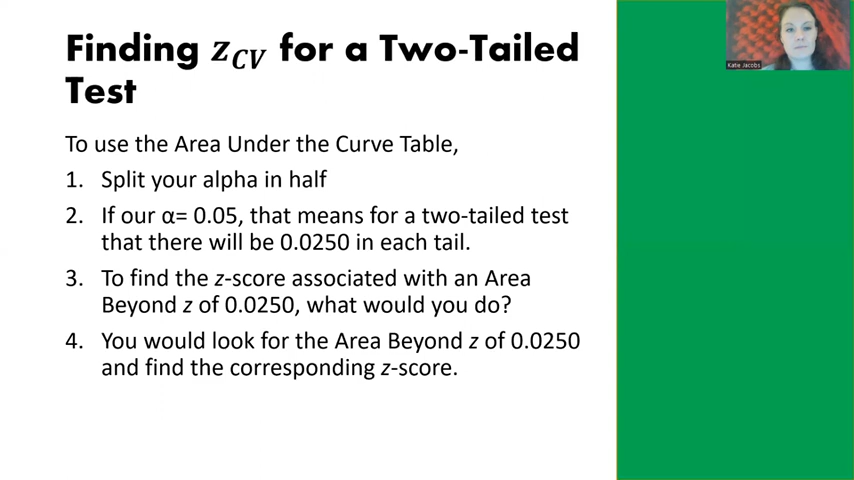 Finding z_CV for a Two-Tailed
Test
Katie Jacobs
To use the Area Under the Curve Table,
1. Split your alpha in half
2. If our α= 0.05, that means for a two-tailed test
that there will be 0.0250 in each tail.
3. To find the z-score associated with an Area
Beyond z of 0.0250, what would you do?
4. You would look for the Area Beyond z of 0.0250
and find the corresponding z-score.